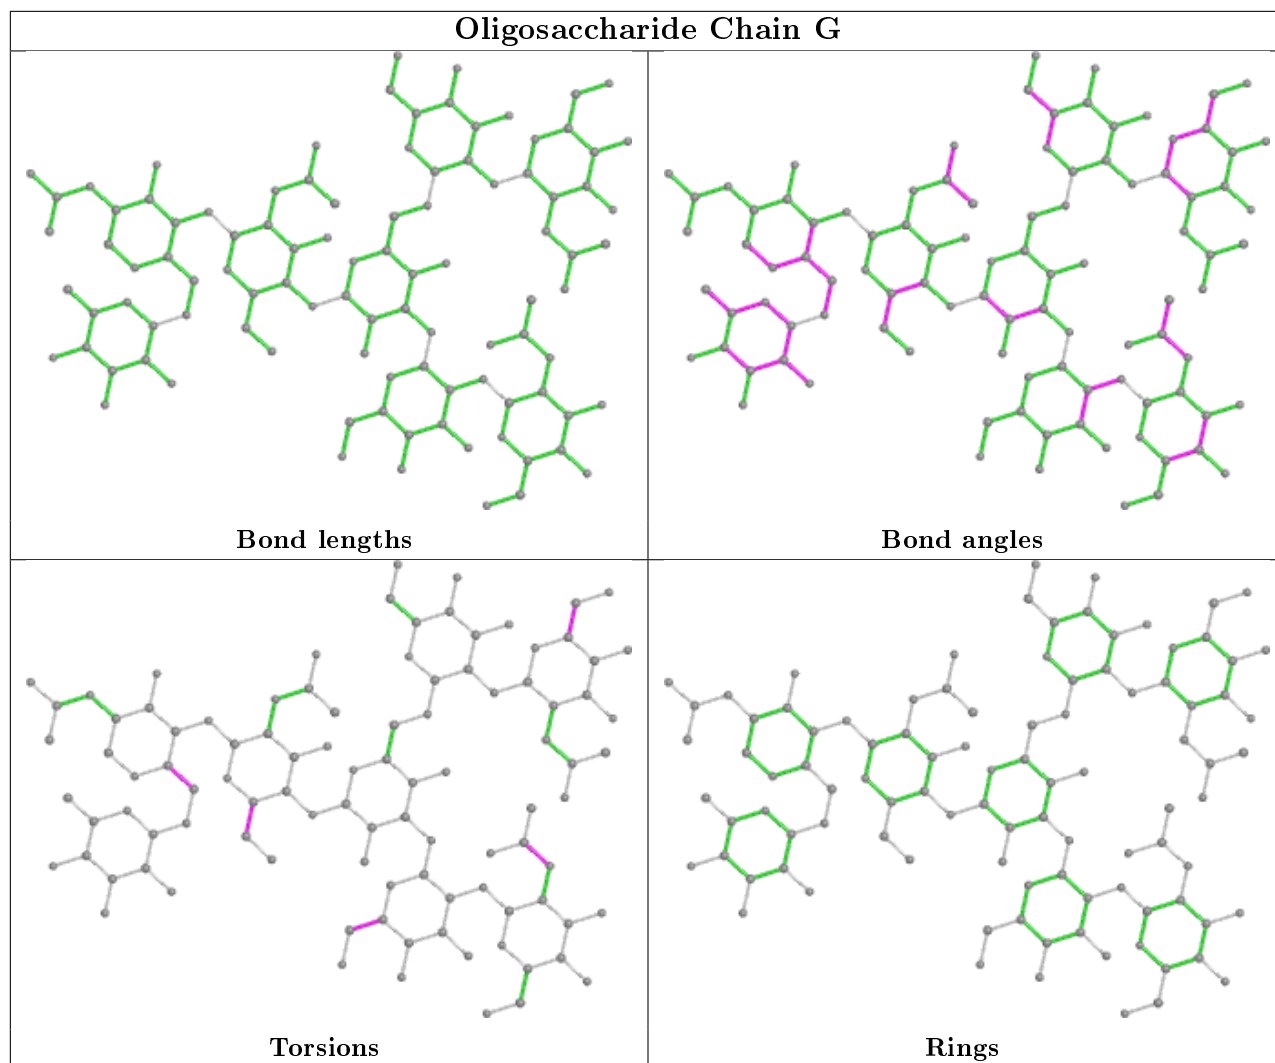 Oligosaccharide Chain G
Bond lengths
Bond angles
Torsions
Rings